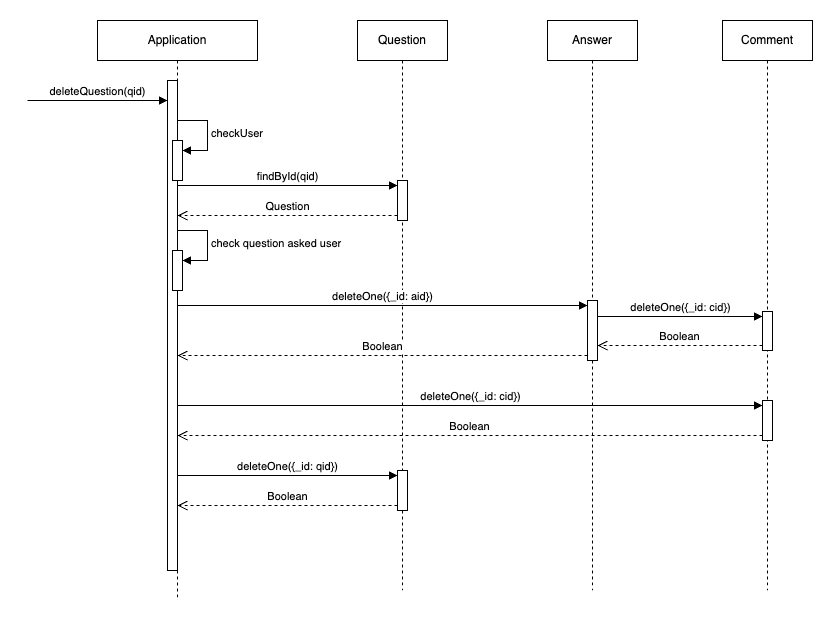 Application
Question
Answer
Comment
deleteQuestion(qid)
checkUser
findById(qid)
Question
check question asked user
deleteOne({_id: aid})
deleteOne({_id: cid})
Boolean
Boolean
deleteOne({_id: cid})
Boolean
deleteOne({_id: qid})
Boolean